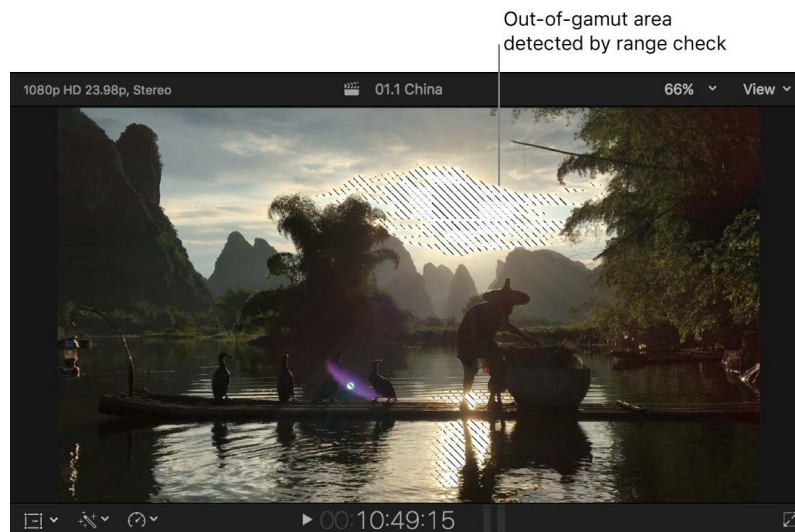 Out-of-gamut area
detected by range check
1080p HD 23.98p, Stereo
01.1 China
66%
View
00:10:49:15